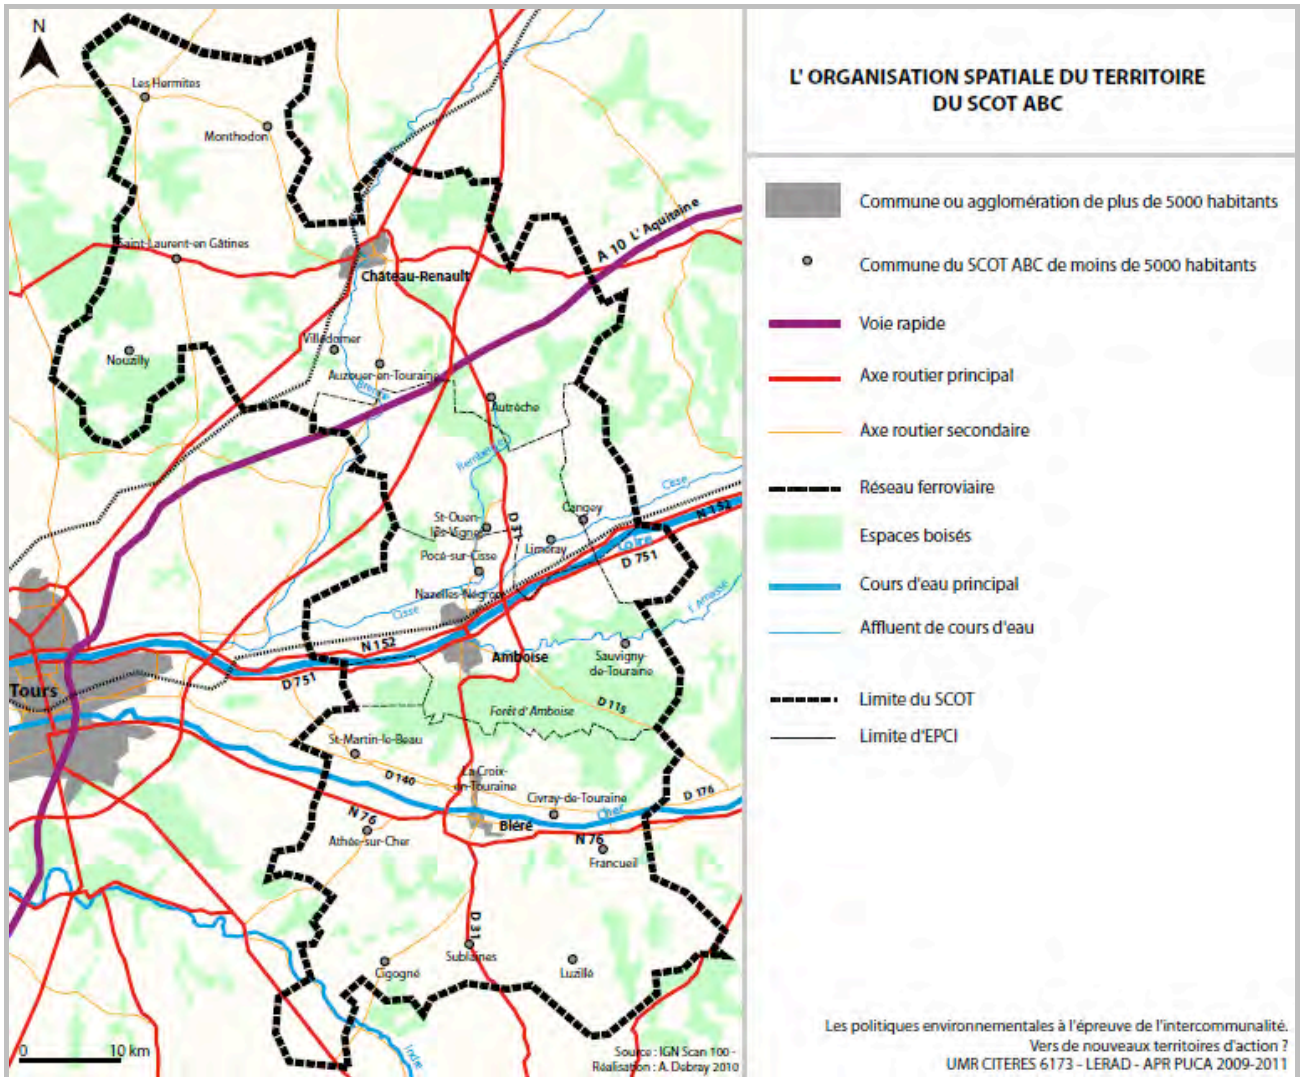 N
Les Hermites
Monthodon
Saint-Laurent-en Gâtines
Château-Renault
A 10 L' Aquitaine
Villedomer
Nouzilly
Auzouer-en-Touraine
Brenne
Autrèche
Cisse
Cangey
St-Ouen-
les-Vignes
D 31
N 152
Limeray
Loire
D 751
Pocé-sur-Cisse
Nazelles-Négron
Cisse
N 152
Amboise
Sauvigny-
de-Touraine
Tours
D 751
D 115
Forêt d'Amboise
St-Martin-le-Beau
D 140
La Croix-
en-Touraine
Civray-de-Touraine
D 176
Cher
N 76
Bléré
Athée-sur-Cher
N 76
Francueil
D 31
Sublaines
Cigogné
Luzillé
Indre
0 10 km
Source : IGN Scan 100 -
Réalisation : A. Debray 2010
L' ORGANISATION SPATIALE DU TERRITOIRE
DU SCOT ABC
Commune ou agglomération de plus de 5000 habitants
Commune du SCOT ABC de moins de 5000 habitants
Voie rapide
Axe routier principal
Axe routier secondaire
Réseau ferroviaire
Espaces boisés
Cours d'eau principal
Affluent de cours d'eau
Limite du SCOT
Limite d'EPCI
Les politiques environnementales à l'épreuve de l'intercommunalité.
Vers de nouveaux territoires d'action ?
UMR CITERES 6173 - LERAD - APR PUCA 2009-2011